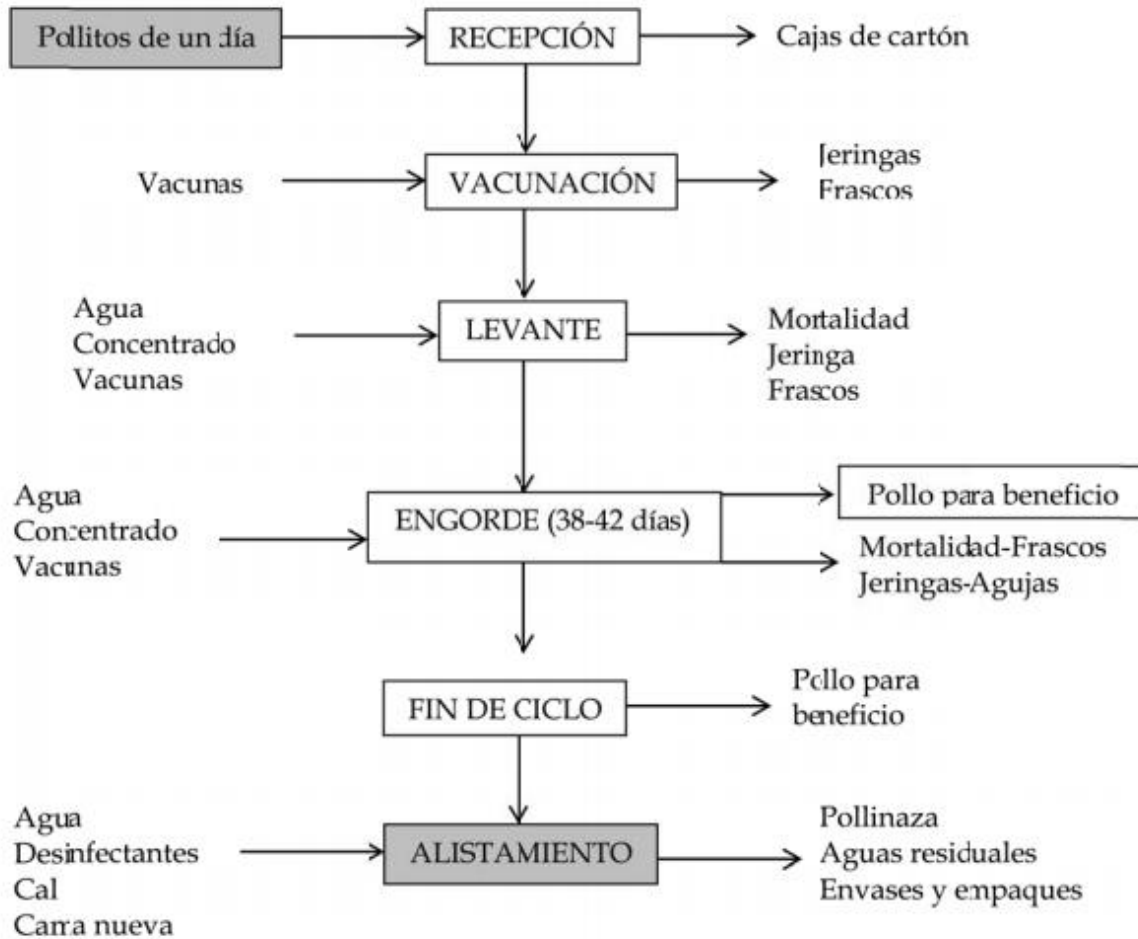 Pollitos de un día
RECEPCIÓN
Cajas de cartón
Vacunas
VACUNACIÓN
Jeringas
Frascos
Agua
Concentrado
Vacunas
LEVANTE
Mortalidad
Jeringa
Frascos
Agua
Concentrado
Vacunas
ENGORDE (38-42 días)
Pollo para beneficio
Mortalidad-Frascos
Jeringas-Agujas
FIN DE CICLO
Pollo para
beneficio
Agua
Desinfectantes
Cal
Cama nueva
ALISTAMIENTO
Pollinaza
Aguas residuales
Envases y empaques